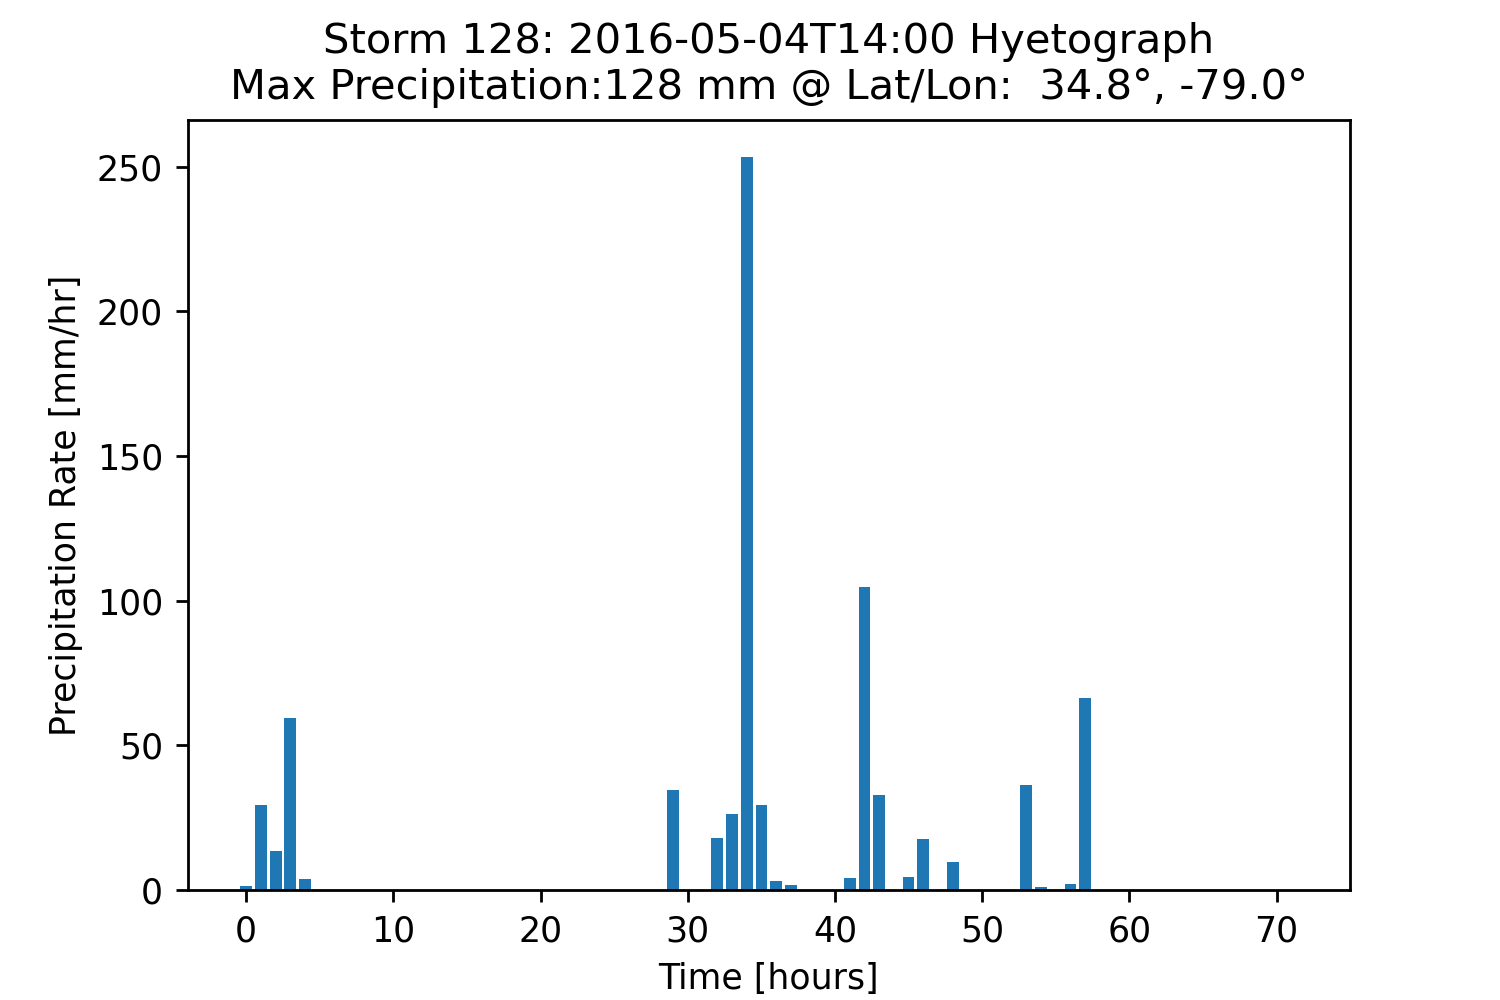 Storm 128: 2016-05-04T14:00 Hyetograph
Max Precipitation:128 mm @ Lat/Lon:  34.8°, -79.0°
250
200
150
100
50
0
Precipitation Rate [mm/hr]
0 10 20 30 40 50 60 70
Time [hours]